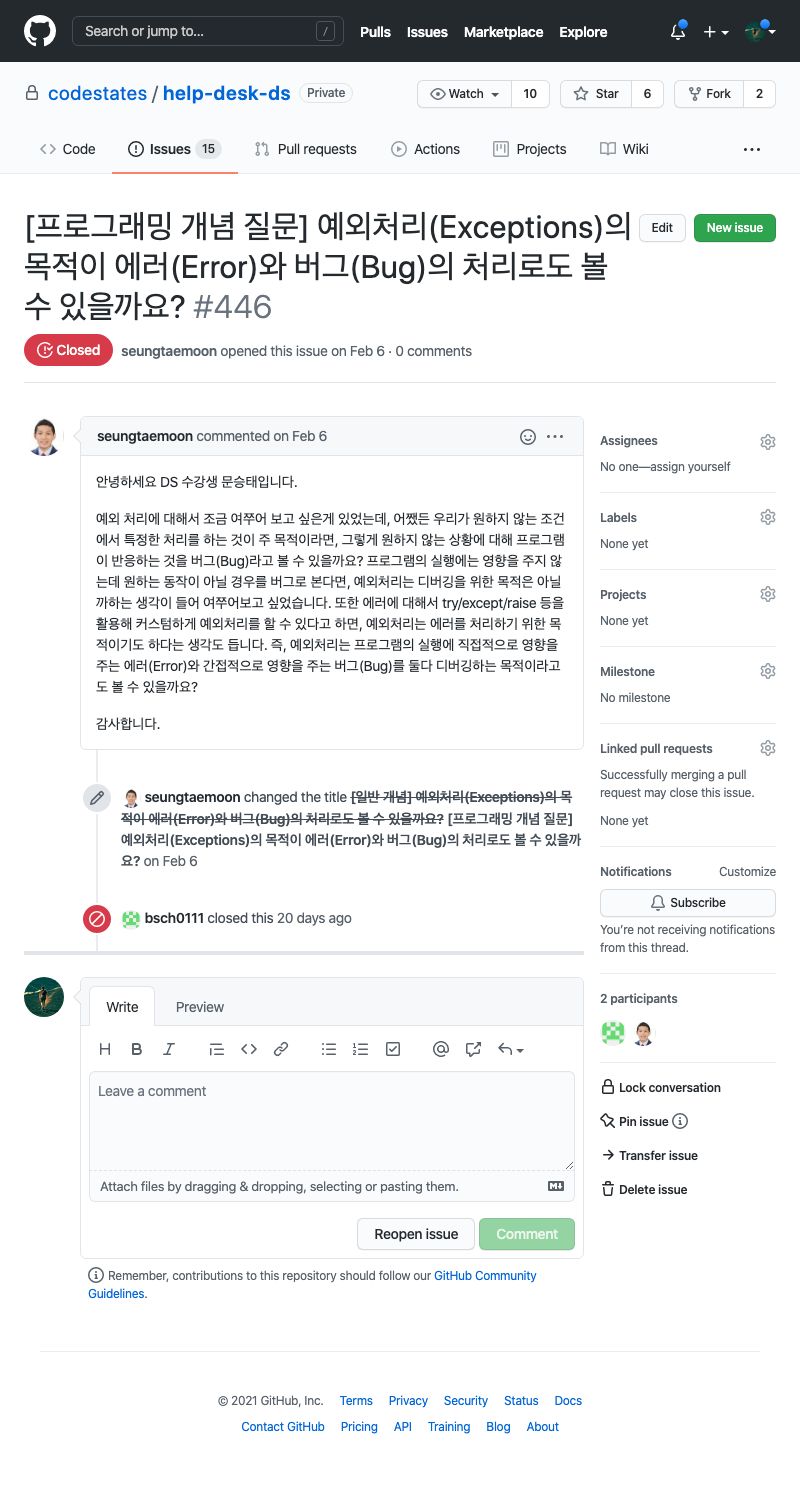 Search or jump to... /
Pulls Issues Marketplace Explore
codestates / help-desk-ds Private
Watch 10 Star 6 Fork 2
Code Issues 15 Pull requests Actions Projects Wiki ...
[프로그래밍 개념 질문] 예외처리(Exceptions)의
목적이 에러(Error)와 버그(Bug)의 처리로도 볼
수 있을까요? #446
Edit New issue
Closed seungtaemoon opened this issue on Feb 6 · 0 comments
seungtaemoon commented on Feb 6
안녕하세요 DS 수강생 문승태입니다.
예외 처리에 대해서 조금 여쭈어 보고 싶은게 있었는데, 어쨌든 우리가 원하지 않는 조건
에서 특정한 처리를 하는 것이 주 목적이라면, 그렇게 원하지 않는 상황에 대해 프로그램
이 반응하는 것을 버그(Bug)라고 볼 수 있을까요? 프로그램의 실행에는 영향을 주지 않
는데 원하는 동작이 아닐 경우를 버그로 본다면, 예외처리는 디버깅을 위한 목적은 아닐
까하는 생각이 들어 여쭈어보고 싶었습니다. 또한 에러에 대해서 try/except/raise 등을
활용해 커스텀하게 예외처리를 할 수 있다고 하면, 예외처리는 에러를 처리하기 위한 목
적이기도 하다는 생각도 듭니다. 즉, 예외처리는 프로그램의 실행에 직접적으로 영향을
주는 에러(Error)와 간접적으로 영향을 주는 버그(Bug)를 둘다 디버깅하는 목적이라고
도 볼 수 있을까요?
감사합니다.
seungtaemoon changed the title [일반 개념] 예외처리(Exceptions)의 목
적이 에러(Error)와 버그(Bug)의 처리로도 볼 수 있을까요? [프로그래밍 개념 질문]
예외처리(Exceptions)의 목적이 에러(Error)와 버그(Bug)의 처리로도 볼 수 있을까
요? on Feb 6
bsch0111 closed this 20 days ago
Write Preview
Leave a comment
Attach files by dragging & dropping, selecting or pasting them.
Reopen issue Comment
Remember, contributions to this repository should follow our GitHub Community
Guidelines.
Assignees
No one—assign yourself
Labels
None yet
Projects
None yet
Milestone
No milestone
Linked pull requests
Successfully merging a pull
request may close this issue.
None yet
Notifications Customize
Subscribe
You're not receiving notifications
from this thread.
2 participants
Lock conversation
Pin issue
Transfer issue
Delete issue
© 2021 GitHub, Inc. Terms Privacy Security Status Docs
Contact GitHub Pricing API Training Blog About